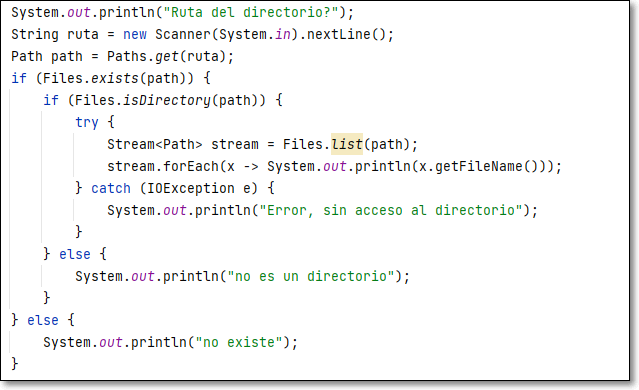 System.out.println("Ruta del directorio?");
String ruta = new Scanner(System.in).nextLine();
Path path = Paths.get(ruta);
if (Files.exists(path)) {
    if (Files.isDirectory(path)) {
        try {
            Stream<Path> stream = Files.list(path);
            stream.forEach(x -> System.out.println(x.getFileName()));
        } catch (IOException e) {
            System.out.println("Error, sin acceso al directorio");
        }
    } else {
        System.out.println("no es un directorio");
    }
} else {
    System.out.println("no existe");
}